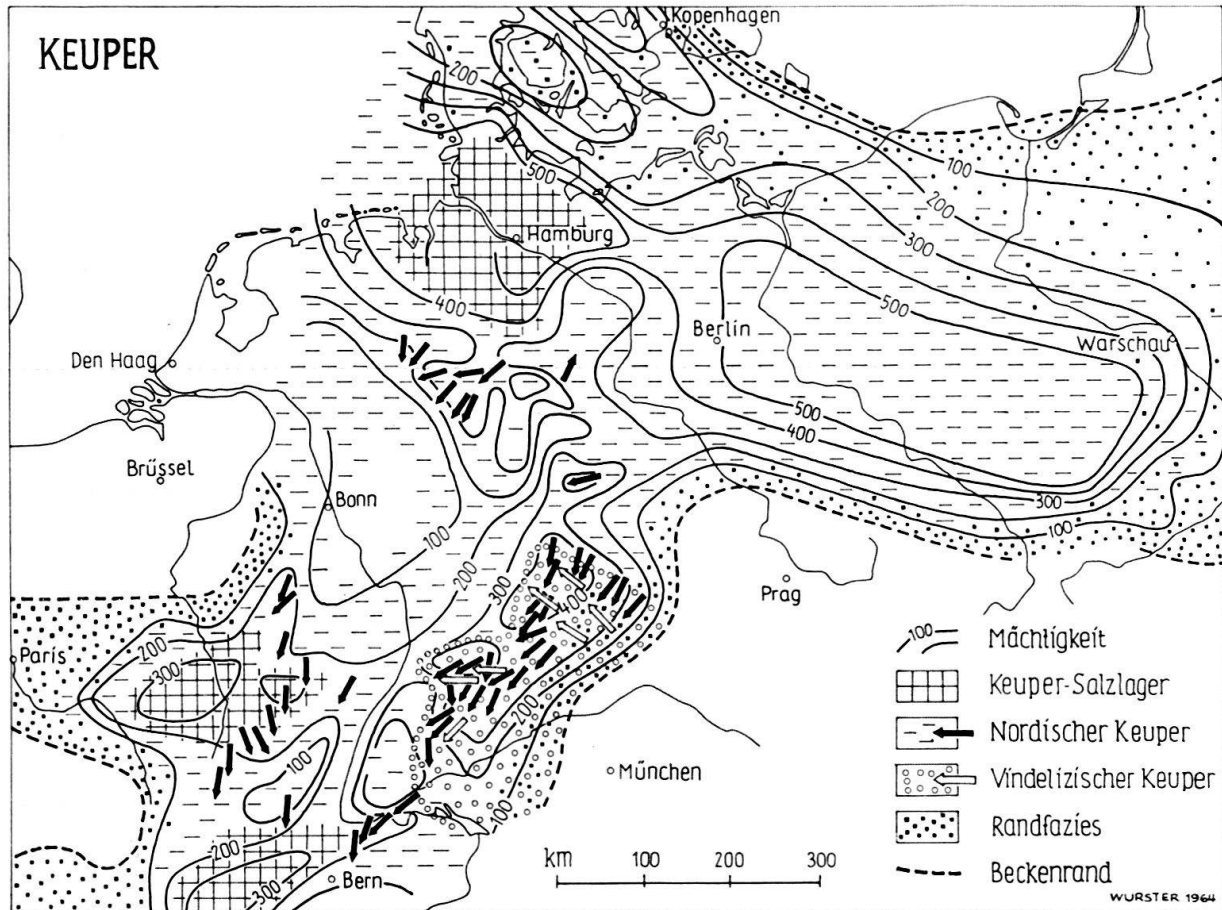 KEUPER
Kopenhagen
200
100
500
200
Hamburg
300
400
500
Berlin
Warschau
Den Haag
500
400
Brüssel
Bonn
300
100
100
200
300
400
Prag
Paris
200
300
200
100
München
100
200
300
Bern
km 100 200 300
100 Mächtigkeit
Keuper-Salzlager
Nordischer Keuper
Vindelizischer Keuper
Randfazies
Beckenrand
WURSTER 1964